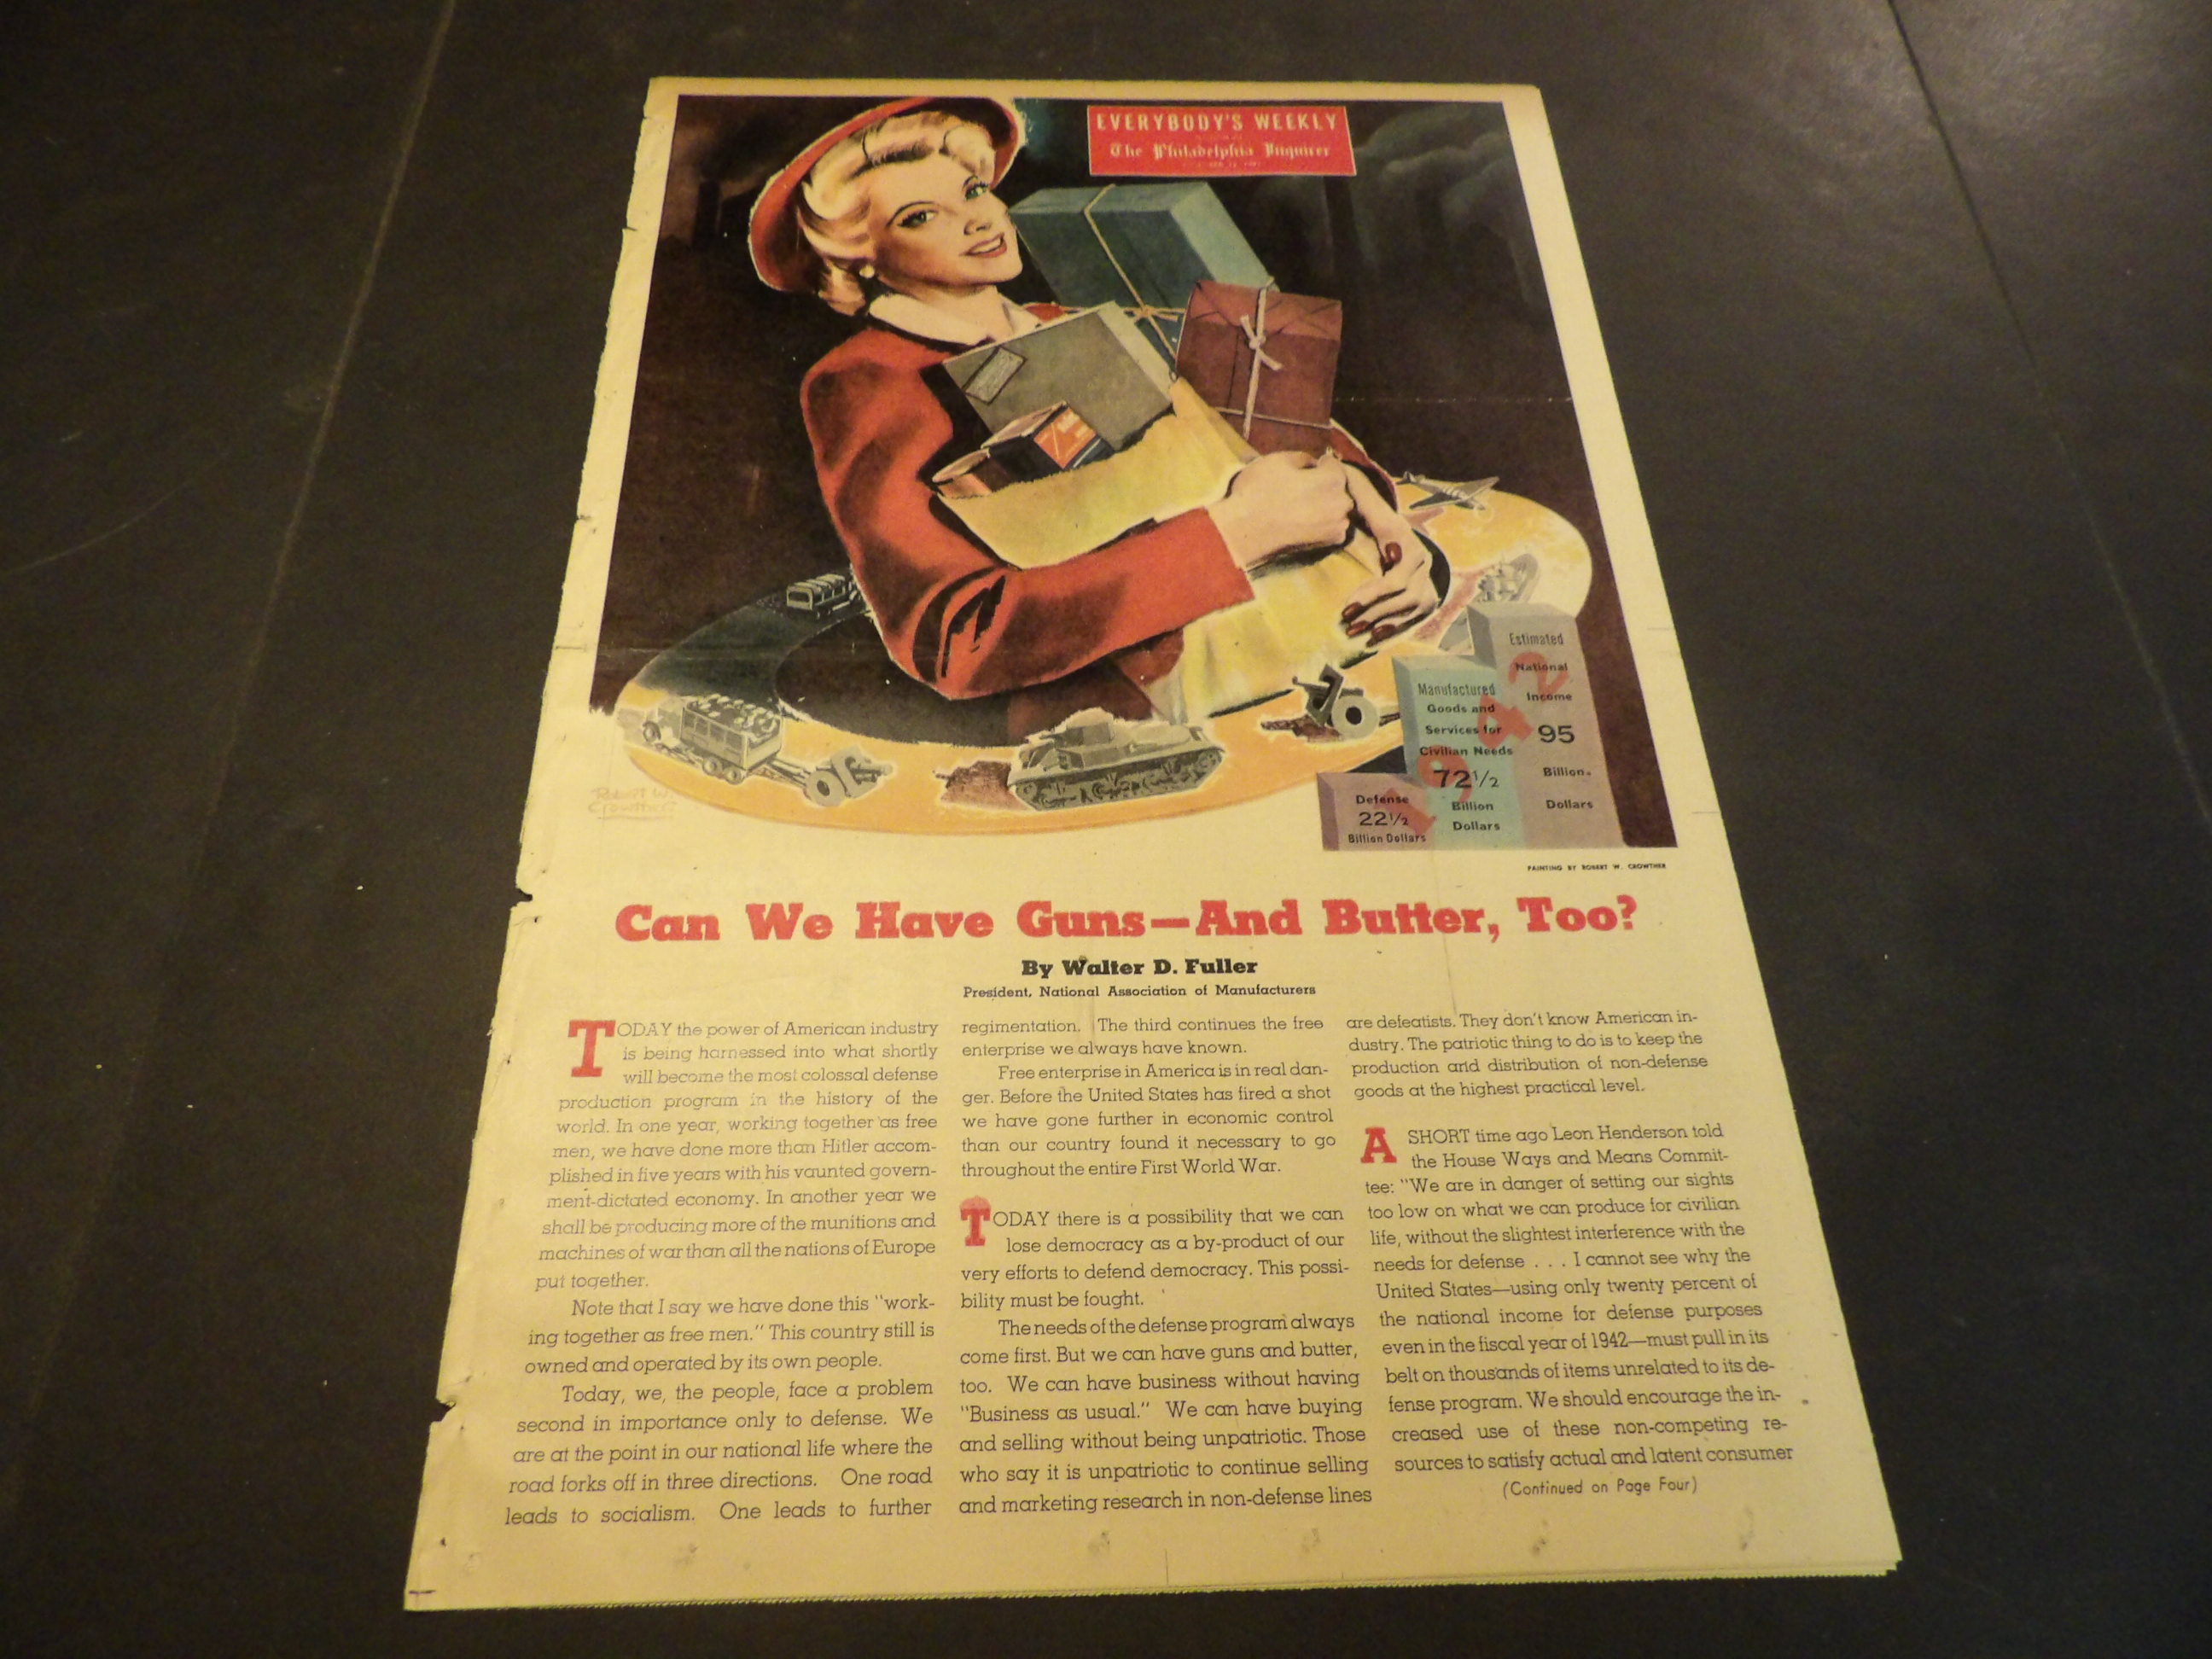 EVERYBODY'S WEEKLY
The Philadelphia Inquirer
Estimated
National
Income
95
Billion
Dollars
Manufactured
Goods and
Services for
Civilian Needs
72 1/2
Billion
Dollars
Defense
22 1/2
Billion Dollars
1942
Robert W.
Crowther
PAINTING BY ROBERT W. CROWTHER
Can We Have Guns—And Butter, Too?
By Walter D. Fuller
President, National Association of Manufacturers
TODAY the power of American industry
is being harnessed into what shortly
will become the most colossal defense
production program in the history of the
world. In one year, working together as free
men, we have done more than Hitler accom-
plished in five years with his vaunted govern-
ment-dictated economy. In another year we
shall be producing more of the munitions and
machines of war than all the nations of Europe
put together.
Note that I say we have done this "work-
ing together as free men." This country still is
owned and operated by its own people.
Today, we, the people, face a problem
second in importance only to defense. We
are at the point in our national life where the
road forks off in three directions. One road
leads to socialism. One leads to further
regimentation. The third continues the free
enterprise we always have known.
Free enterprise in America is in real dan-
ger. Before the United States has fired a shot
we have gone further in economic control
than our country found it necessary to go
throughout the entire First World War.
TODAY there is a possibility that we can
lose democracy as a by-product of our
very efforts to defend democracy. This possi-
bility must be fought.
The needs of the defense program always
come first. But we can have guns and butter,
too. We can have business without having
"Business as usual." We can have buying
and selling without being unpatriotic. Those
who say it is unpatriotic to continue selling
and marketing research in non-defense lines
are defeatists. They don't know American in-
dustry. The patriotic thing to do is to keep the
production and distribution of non-defense
goods at the highest practical level.
A SHORT time ago Leon Henderson told
the House Ways and Means Commit-
tee: "We are in danger of setting our sights
too low on what we can produce for civilian
life, without the slightest interference with the
needs for defense . . . I cannot see why the
United States—using only twenty percent of
the national income for defense purposes
even in the fiscal year of 1942—must pull in its
belt on thousands of items unrelated to its de-
fense program. We should encourage the in-
creased use of these non-competing re-
sources to satisfy actual and latent consumer
(Continued on Page Four)